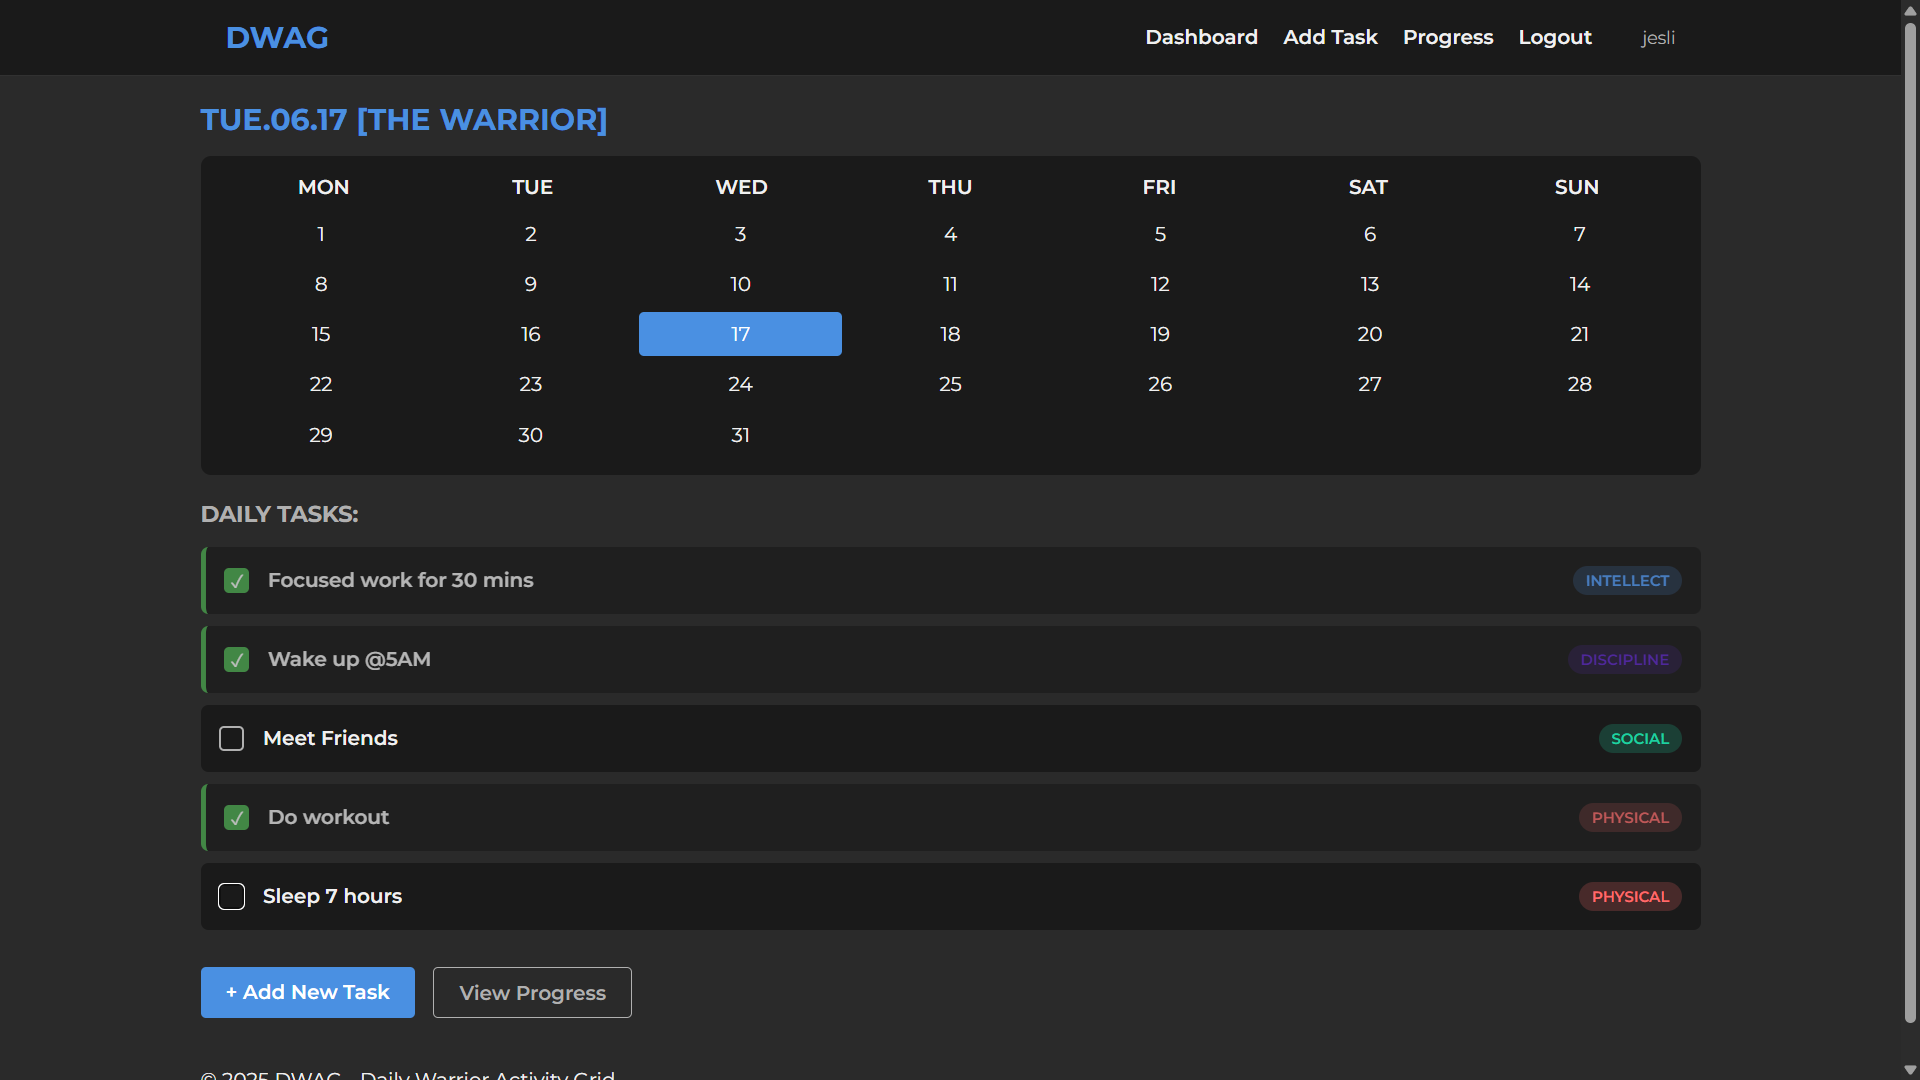 DWAG Dashboard Add Task Progress Logout jesli
TUE.06.17 [THE WARRIOR]
MON TUE WED THU FRI SAT SUN
1 2 3 4 5 6 7
8 9 10 11 12 13 14
15 16 17 18 19 20 21
22 23 24 25 26 27 28
29 30 31
DAILY TASKS:
Focused work for 30 mins INTELLECT
Wake up @5AM DISCIPLINE
Meet Friends SOCIAL
Do workout PHYSICAL
Sleep 7 hours PHYSICAL
+ Add New Task View Progress
© 2025 DWAG - Daily Warrior Activity Grid